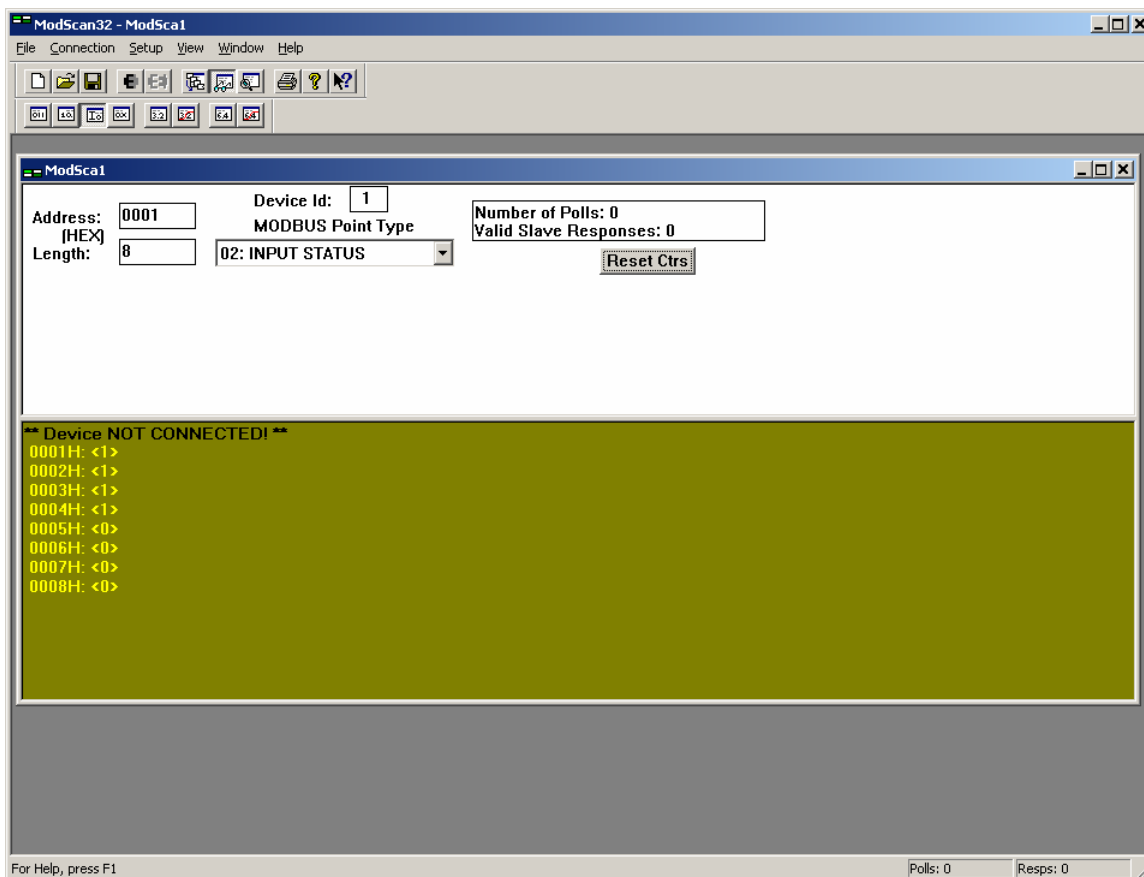 ModScan32 - ModSca1
File Connection Setup View Window Help
ModSca1
Address: 0001
(HEX)
Length: 8
Device Id: 1
MODBUS Point Type
02: INPUT STATUS
Number of Polls: 0
Valid Slave Responses: 0
Reset Ctrs
** Device NOT CONNECTED! **
0001H: <1>
0002H: <1>
0003H: <1>
0004H: <1>
0005H: <0>
0006H: <0>
0007H: <0>
0008H: <0>
For Help, press F1
Polls: 0
Resps: 0